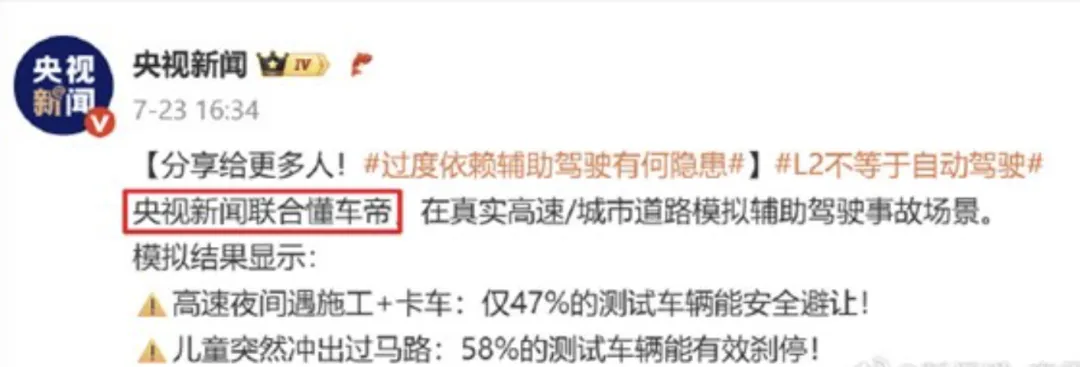 央视新闻
央视新闻 IV
7-23 16:34
【分享给更多人！#过度依赖辅助驾驶有何隐患#】#L2不等于自动驾驶#
央视新闻联合懂车帝，在真实高速/城市道路模拟辅助驾驶事故场景。
模拟结果显示：
⚠️高速夜间遇施工+卡车：仅47%的测试车辆能安全避让！
⚠️儿童突然冲出过马路：58%的测试车辆能有效刹停！